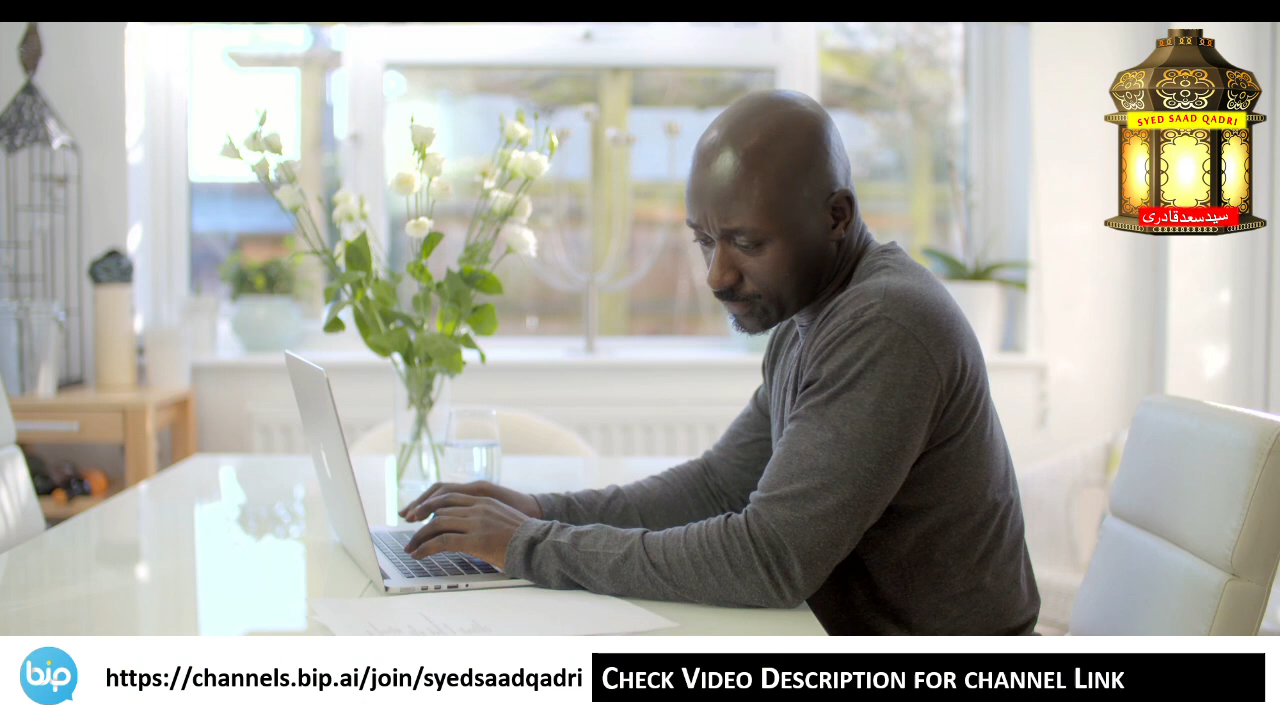 SYED SAAD QADRI
سیدسعدقادری
bip
https://channels.bip.ai/join/syedsaadqadri
CHECK VIDEO DESCRIPTION FOR CHANNEL LINK